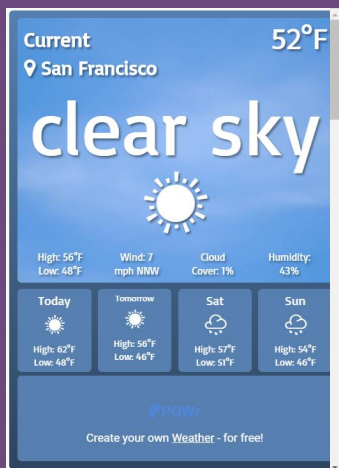 Current
52°F
San Francisco
clear sky
High: 56°F
Low: 48°F
Wind: 7
mph NNW
Cloud
Cover: 1%
Humidity:
43%
Today
High: 62°F
Low: 48°F
Tomorrow
High: 56°F
Low: 46°F
Sat
High: 57°F
Low: 51°F
Sun
High: 54°F
Low: 46°F
POWr
Create your own Weather - for free!